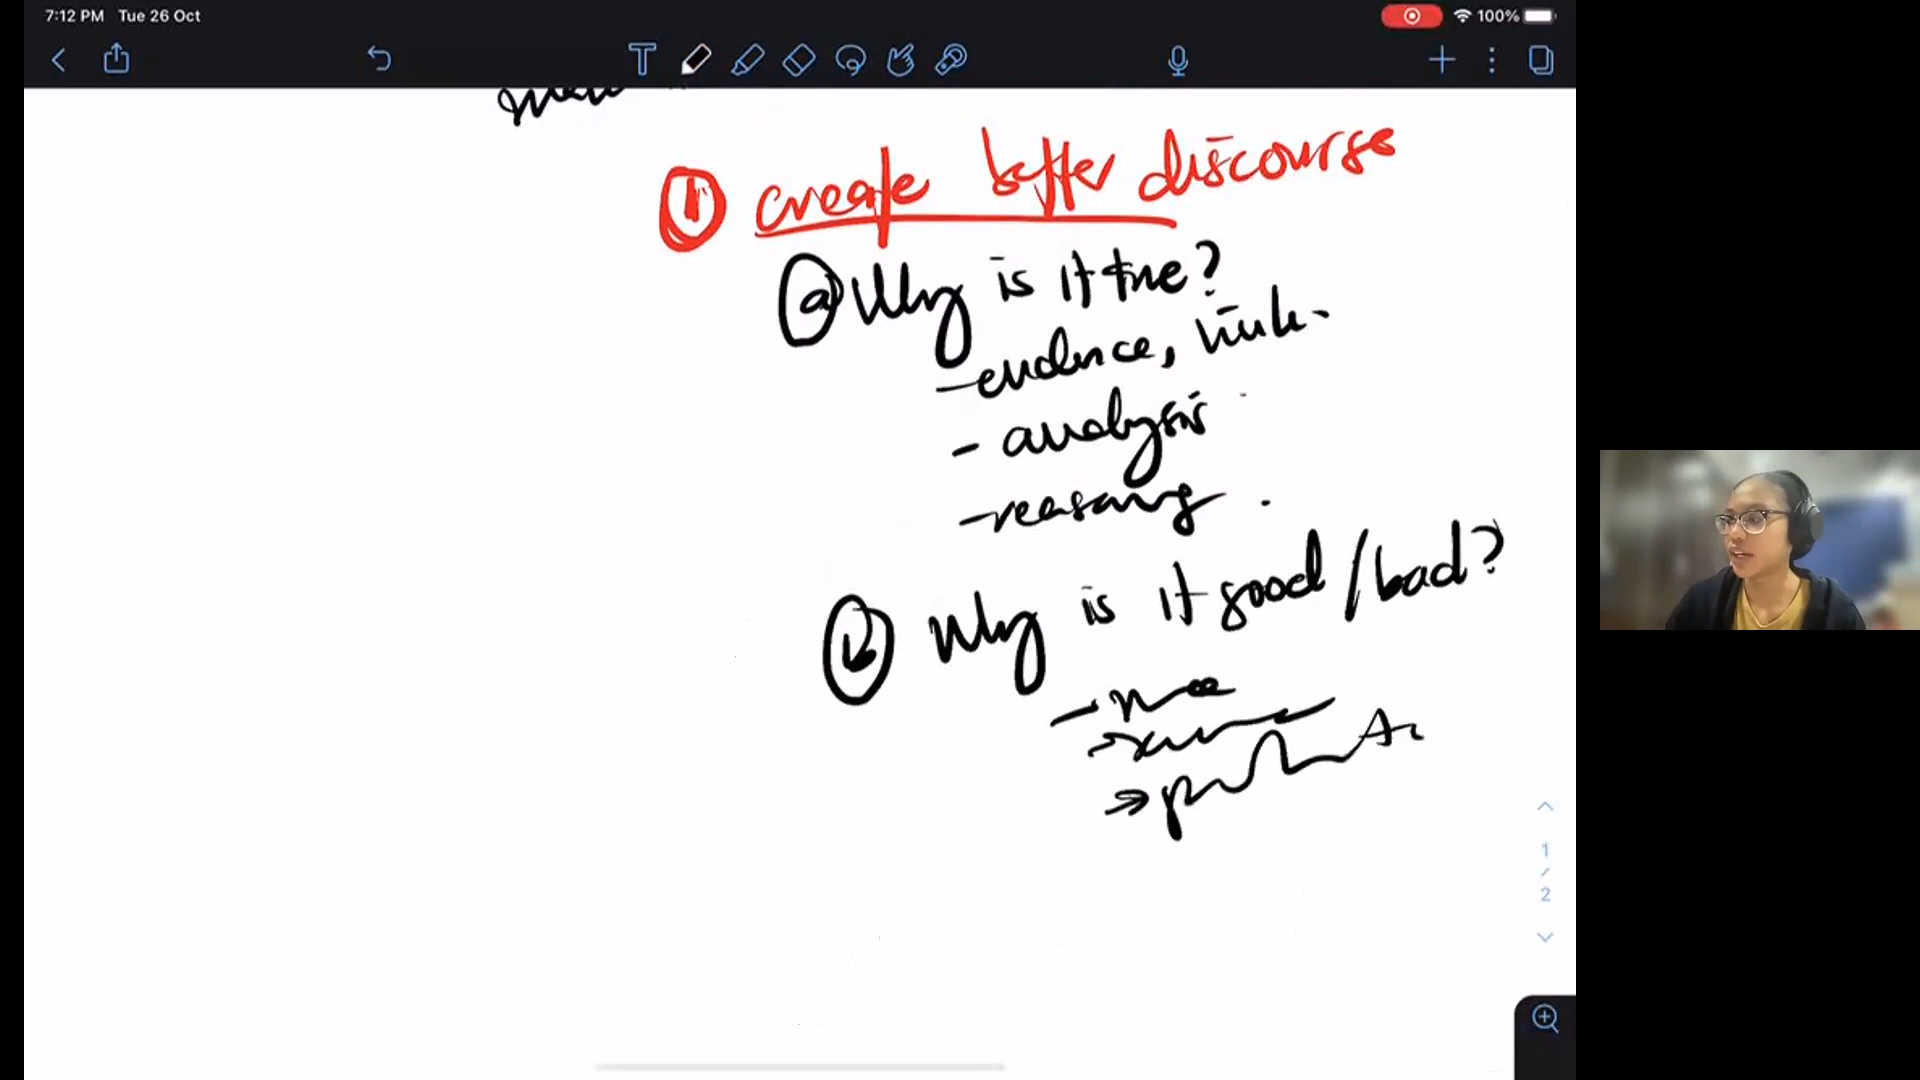 7:12 PM Tue 26 Oct
100%
T
① create better discourse
ⓐ Why is it true?
- evidence,
- analysis
- reasoning
ⓑ Why is it good/bad?
1
/
2